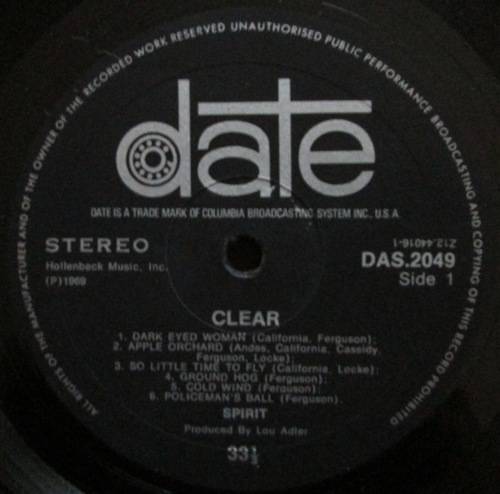 ALL RIGHTS OF THE MANUFACTURER AND OF THE OWNER OF THE RECORDED WORK RESERVED UNAUTHORISED PUBLIC PERFORMANCE BROADCASTING AND COPYING OF THIS RECORD PROHIBITED
date
DATE IS A TRADE MARK OF COLUMBIA BROADCASTING SYSTEM INC., U.S.A.
STEREO
Hollenback Music, Inc.
(P)1969
Z12-44016-1
DAS.2049
Side 1
CLEAR
1. DARK EYED WOMAN (California, Ferguson);
2. APPLE ORCHARD (Andes, California, Cassidy,
Ferguson, Locke);
3. SO LITTLE TIME TO FLY (California, Locke);
4. GROUND HOG (Ferguson);
5. COLD WIND (Ferguson);
6. POLICEMAN'S BALL (Ferguson).
SPIRIT
Produced By Lou Adler
33⅓